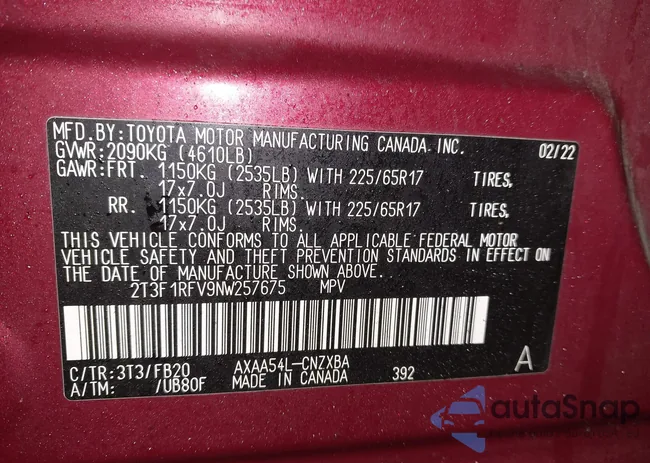 MFD.BY:TOYOTA MOTOR MANUFACTURING CANADA INC. 02/22
GVWR:2090KG (4610LB)
GAWR:FRT. 1150KG (2535LB) WITH 225/65R17 TIRES,
17x7.0J RIMS.
RR. 1150KG (2535LB) WITH 225/65R17 TIRES,
17x7.0J RIMS.
THIS VEHICLE CONFORMS TO ALL APPLICABLE FEDERAL MOTOR
VEHICLE SAFETY AND THEFT PREVENTION STANDARDS IN EFFECT ON
THE DATE OF MANUFACTURE SHOWN ABOVE.
2T3F1RFV9NW257675 MPV
C/TR:3T3/FB20 AXAA54L-CNZXBA A
A/TM: /UB80F MADE IN CANADA 392
autoSnap